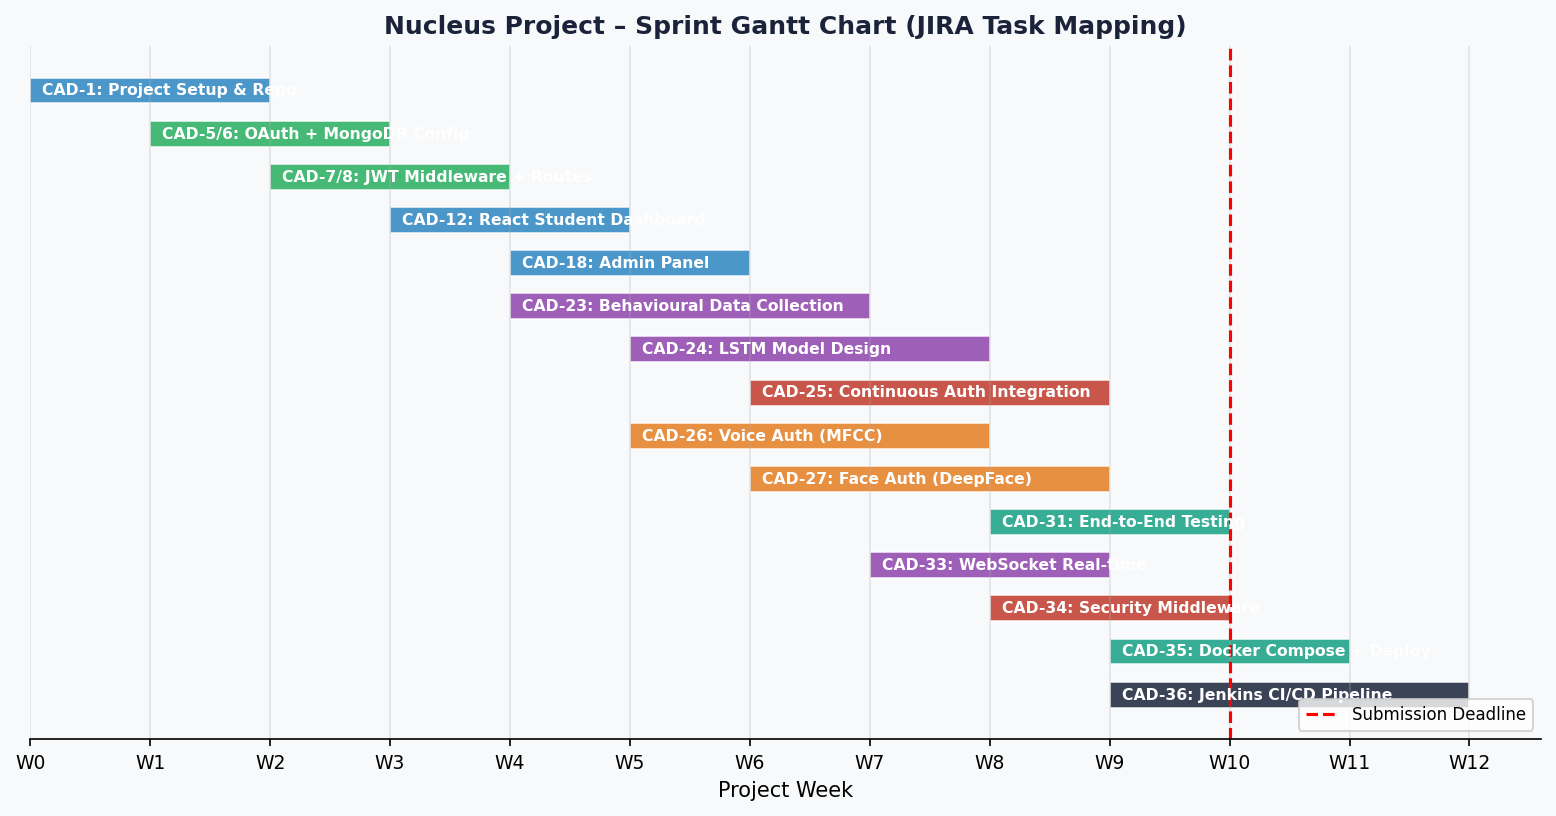 Nucleus Project – Sprint Gantt Chart (JIRA Task Mapping)
CAD-1: Project Setup & Repo
CAD-5/6: OAuth + MongoDB Config
CAD-7/8: JWT Middleware + Routes
CAD-12: React Student Dashboard
CAD-18: Admin Panel
CAD-23: Behavioural Data Collection
CAD-24: LSTM Model Design
CAD-25: Continuous Auth Integration
CAD-26: Voice Auth (MFCC)
CAD-27: Face Auth (DeepFace)
CAD-31: End-to-End Testing
CAD-33: WebSocket Real-time
CAD-34: Security Middleware
CAD-35: Docker Compose + Deploy
CAD-36: Jenkins CI/CD Pipeline
Submission Deadline
W0 W1 W2 W3 W4 W5 W6 W7 W8 W9 W10 W11 W12
Project Week